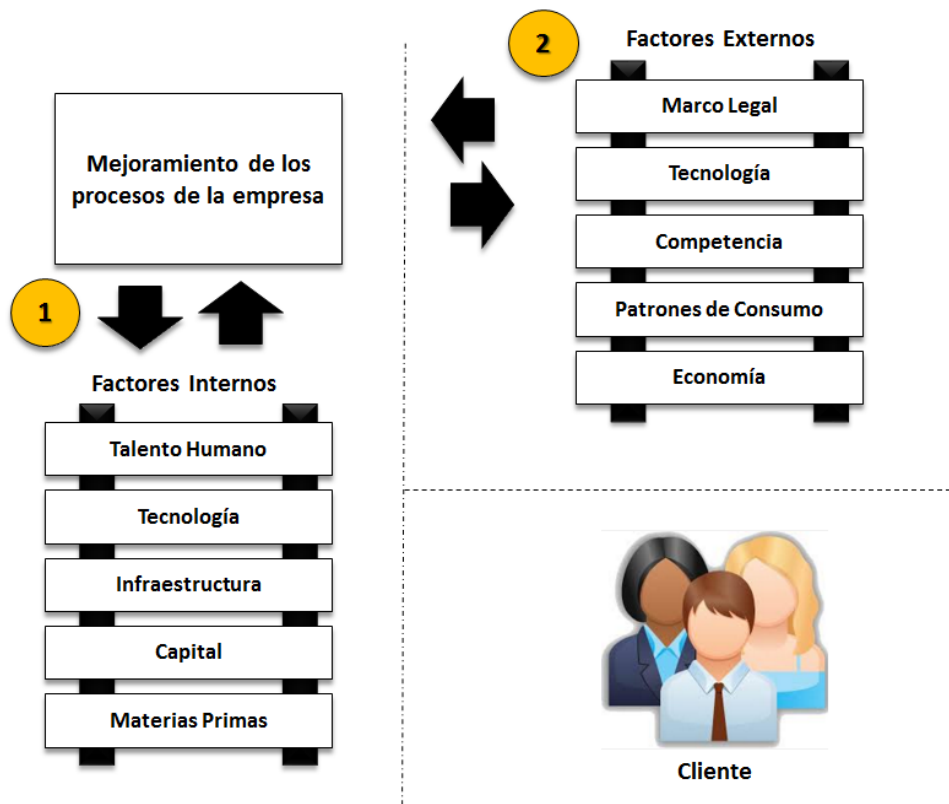 Mejoramiento de los
procesos de la empresa
1
Factores Internos
Talento Humano
Tecnología
Infraestructura
Capital
Materias Primas
2
Factores Externos
Marco Legal
Tecnología
Competencia
Patrones de Consumo
Economía
Cliente